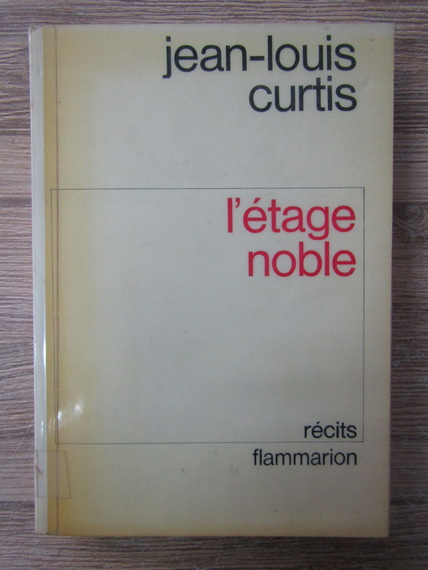 jean-louis
curtis
l'étage
noble
récits
flammarion